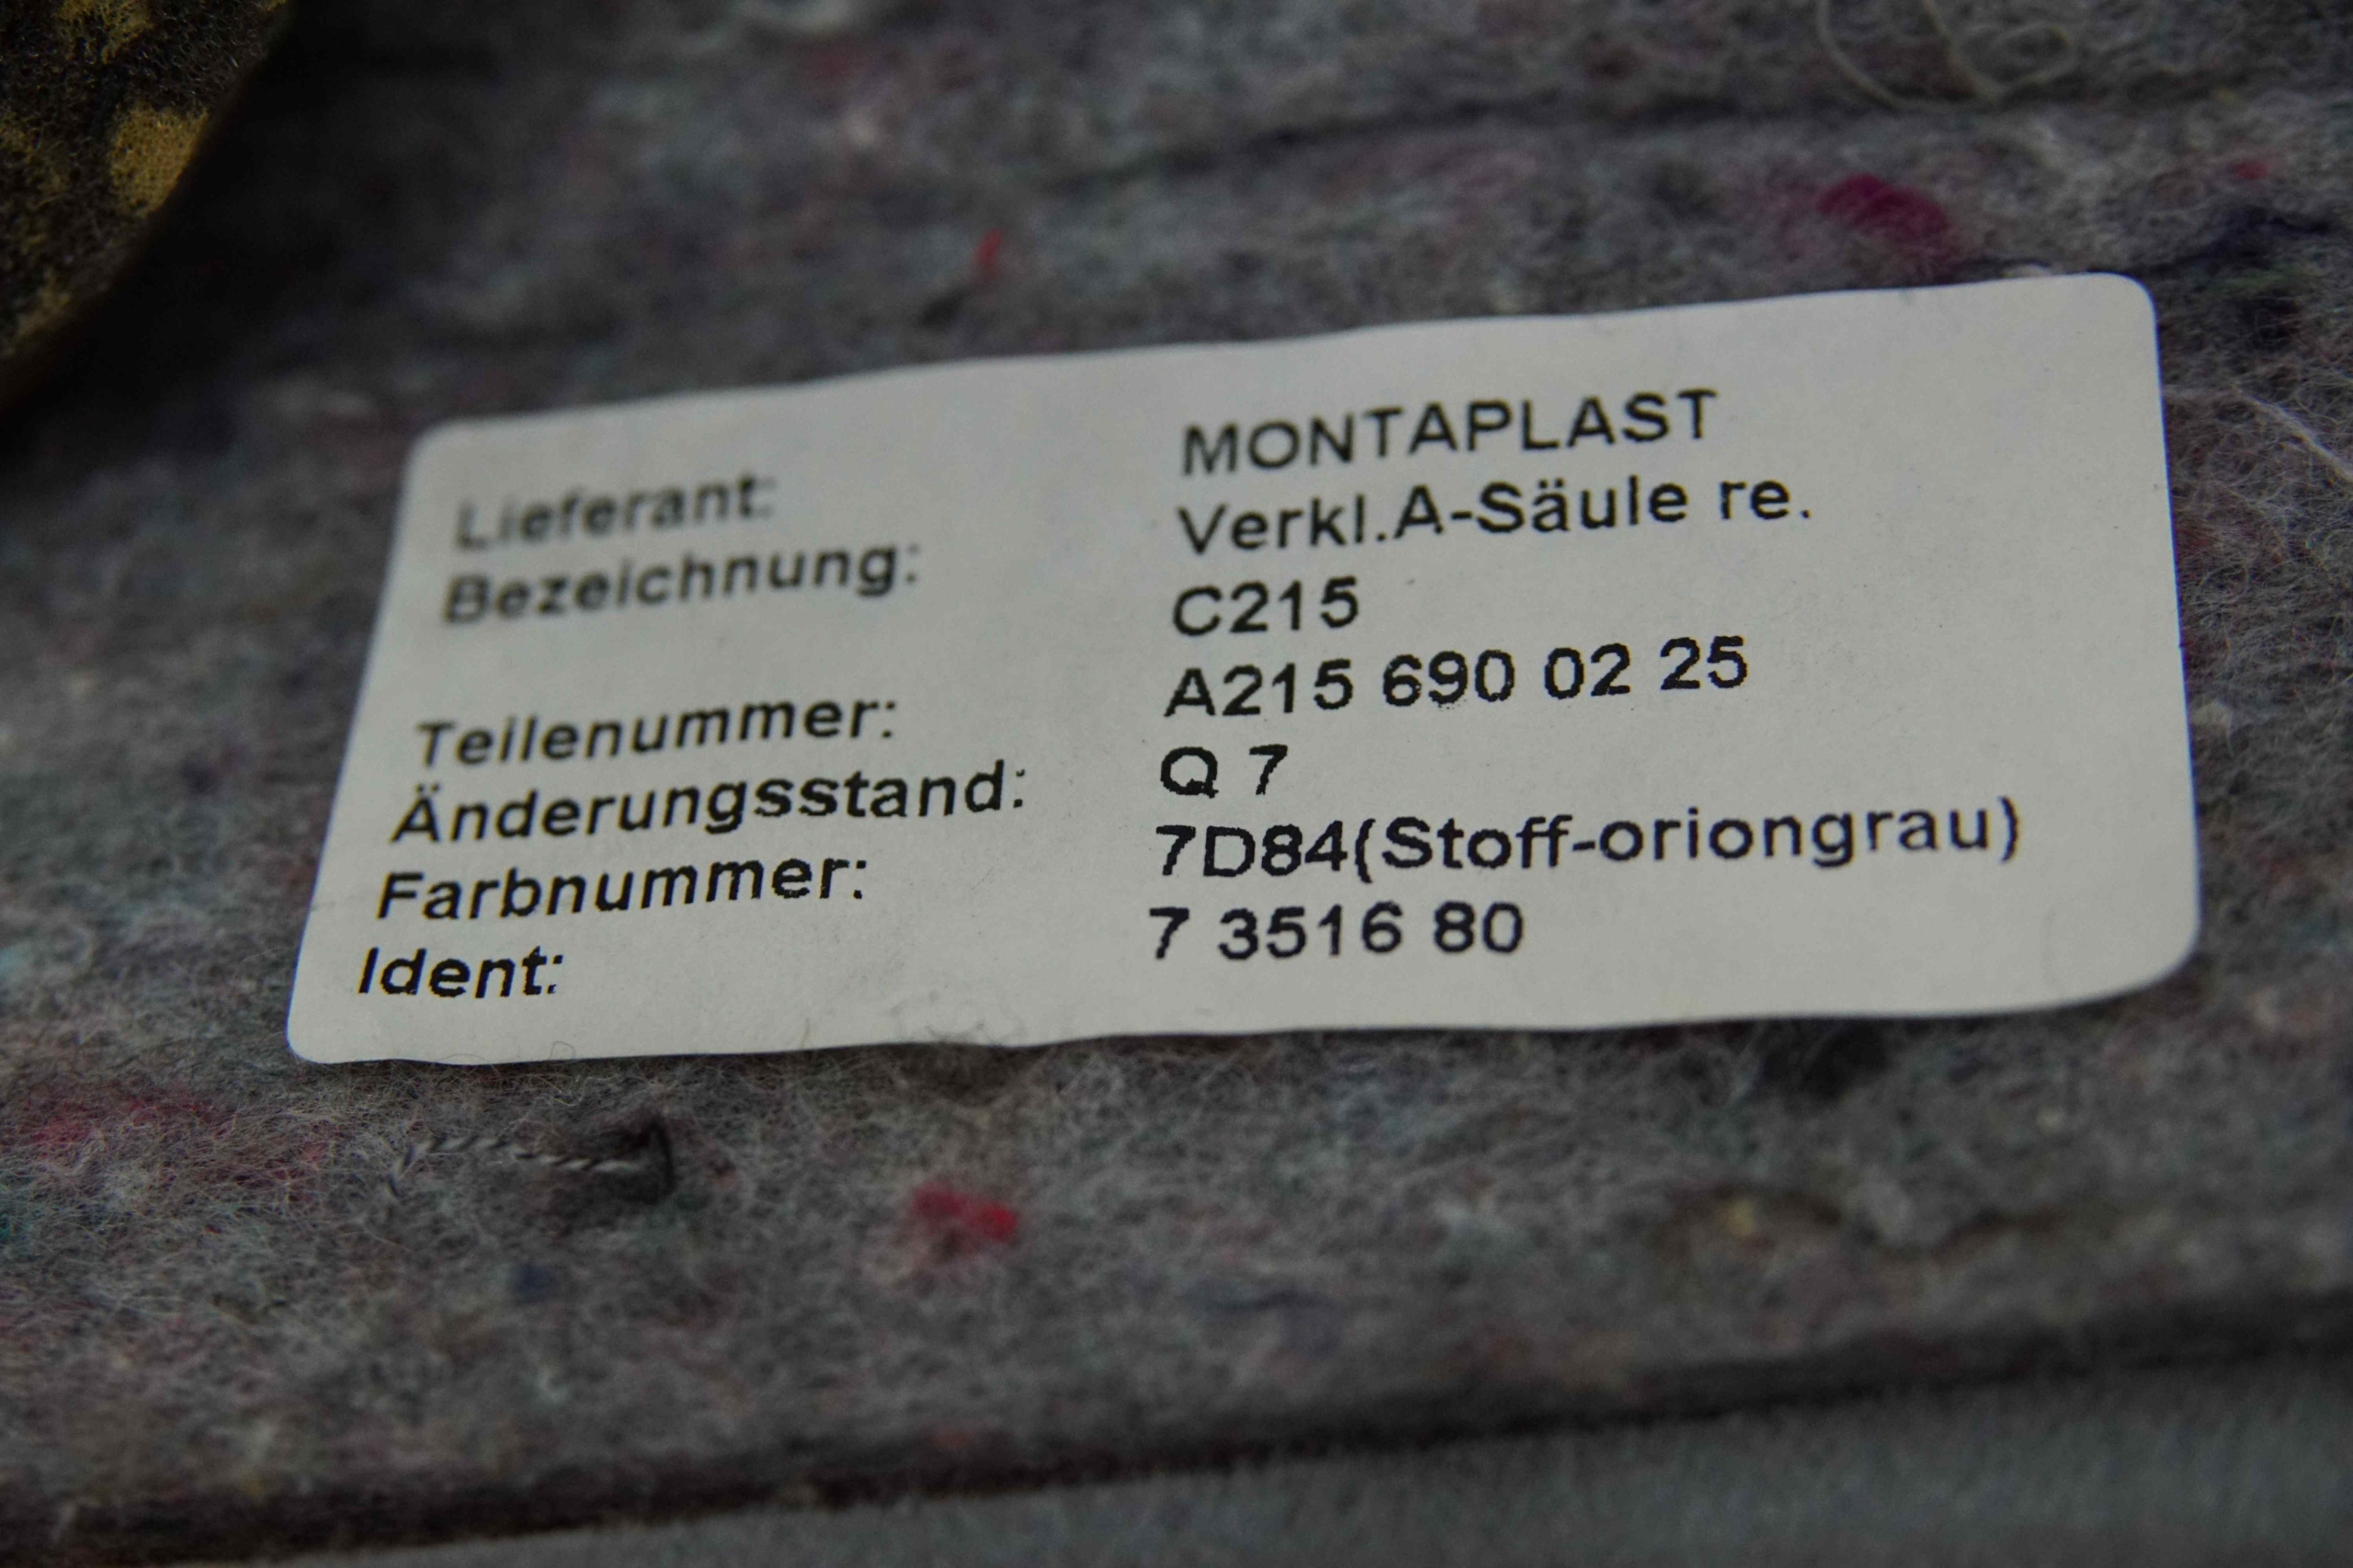 Lieferant: MONTAPLAST
Bezeichnung: Verkl.A-Säule re.
C215
Teilenummer: A215 690 02 25
Änderungsstand: Q 7
Farbnummer: 7D84(Stoff-oriongrau)
Ident: 7 3516 80